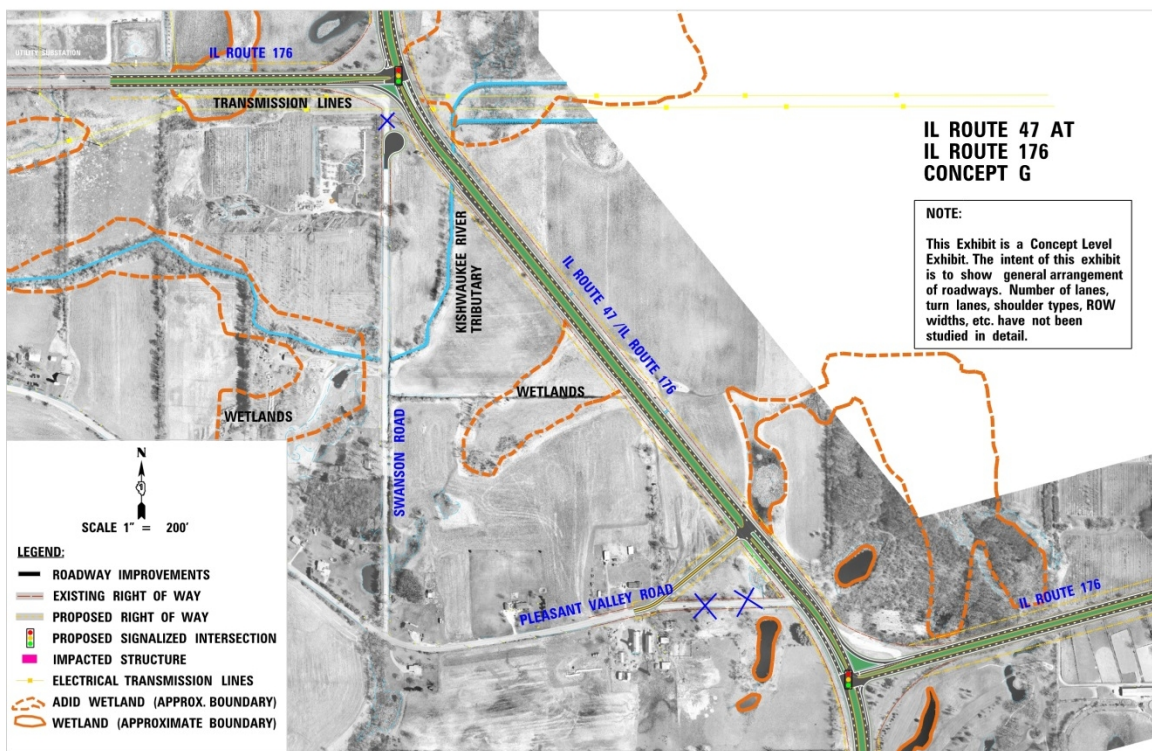 UTILITY SUBSTATION
IL ROUTE 176
TRANSMISSION LINES
IL ROUTE 47 AT
IL ROUTE 176
CONCEPT G
NOTE:
This Exhibit is a Concept Level
Exhibit. The intent of this exhibit
is to show general arrangement
of roadways. Number of lanes,
turn lanes, shoulder types, ROW
widths, etc. have not been
studied in detail.
KISHWAUKEE RIVER
TRIBUTARY
IL ROUTE 47 /IL ROUTE 176
WETLANDS
WETLANDS
SWANSON ROAD
PLEASANT VALLEY ROAD
IL ROUTE 176
N
SCALE 1" = 200'
LEGEND:
ROADWAY IMPROVEMENTS
EXISTING RIGHT OF WAY
PROPOSED RIGHT OF WAY
PROPOSED SIGNALIZED INTERSECTION
IMPACTED STRUCTURE
ELECTRICAL TRANSMISSION LINES
ADID WETLAND (APPROX. BOUNDARY)
WETLAND (APPROXIMATE BOUNDARY)